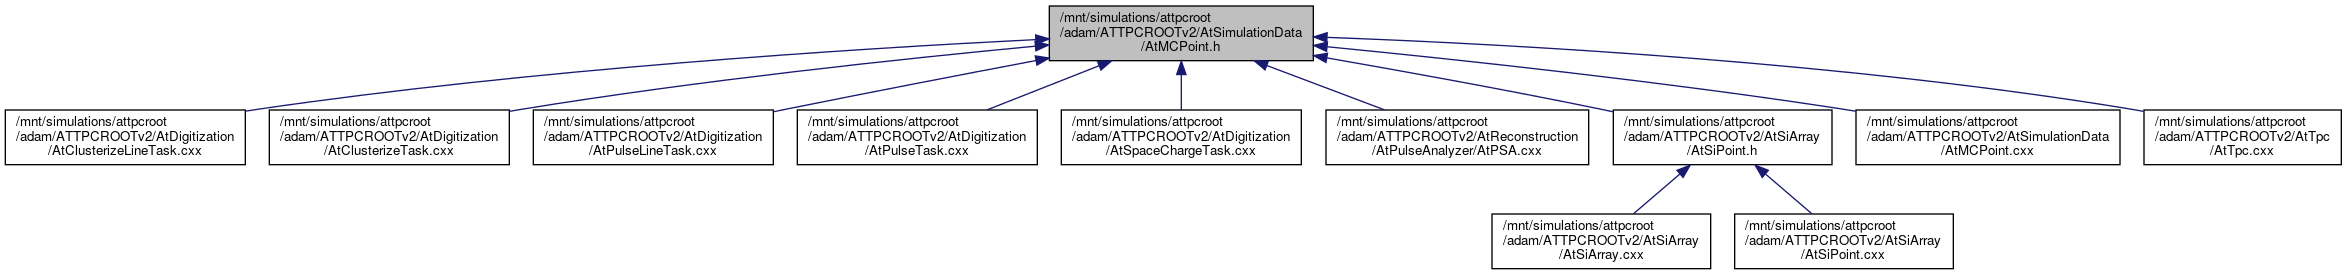 /mnt/simulations/attpcroot
/adam/ATTPCROOTv2/AtSimulationData
/AtMCPoint.h
/mnt/simulations/attpcroot
/adam/ATTPCROOTv2/AtDigitization
/AtClusterizeLineTask.cxx
/mnt/simulations/attpcroot
/adam/ATTPCROOTv2/AtDigitization
/AtClusterizeTask.cxx
/mnt/simulations/attpcroot
/adam/ATTPCROOTv2/AtDigitization
/AtPulseLineTask.cxx
/mnt/simulations/attpcroot
/adam/ATTPCROOTv2/AtDigitization
/AtPulseTask.cxx
/mnt/simulations/attpcroot
/adam/ATTPCROOTv2/AtDigitization
/AtSpaceChargeTask.cxx
/mnt/simulations/attpcroot
/adam/ATTPCROOTv2/AtReconstruction
/AtPulseAnalyzer/AtPSA.cxx
/mnt/simulations/attpcroot
/adam/ATTPCROOTv2/AtSiArray
/AtSiPoint.h
/mnt/simulations/attpcroot
/adam/ATTPCROOTv2/AtSimulationData
/AtMCPoint.cxx
/mnt/simulations/attpcroot
/adam/ATTPCROOTv2/AtTpc
/AtTpc.cxx
/mnt/simulations/attpcroot
/adam/ATTPCROOTv2/AtSiArray
/AtSiArray.cxx
/mnt/simulations/attpcroot
/adam/ATTPCROOTv2/AtSiArray
/AtSiPoint.cxx